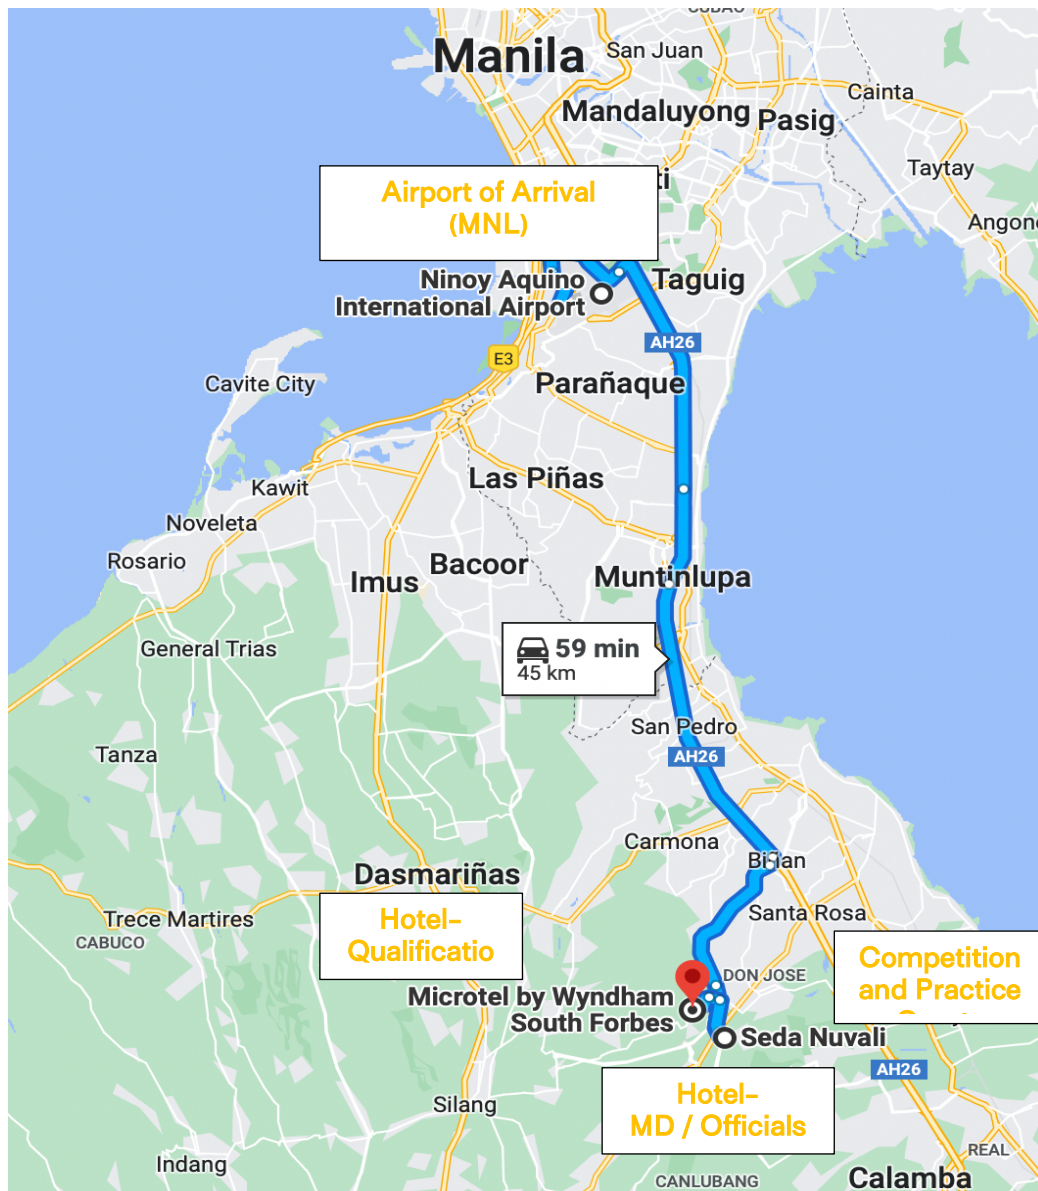 CUBAO
Manila
San Juan
Cainta
Mandaluyong
Pasig
Taytay
Airport of Arrival
(MNL)
Ninoy Aquino
International Airport
Taguig
AH26
E3
Cavite City
Parañaque
Las Piñas
Kawit
Noveleta
Rosario
Bacoor
Imus
Muntinlupa
General Trias
59 min
45 km
San Pedro
Tanza
AH26
Carmona
Biñan
Dasmariñas
Hotel-
Qualificatio
Trece Martires
CABUCO
Santa Rosa
Competition
and Practice
DON JOSE
Microtel by Wyndham
South Forbes
Seda Nuvali
AH26
Hotel-
MD / Officials
Silang
Indang
REAL
CANLUBANG
Calamba